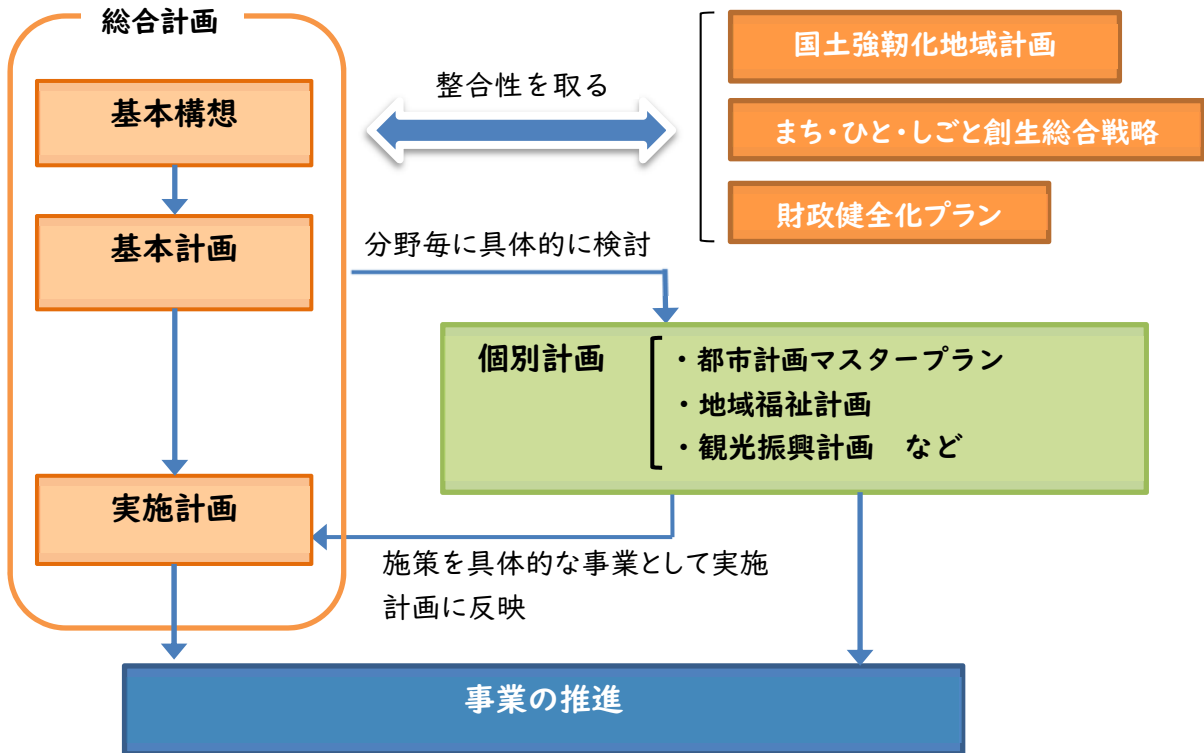 総合計画
基本構想
基本計画
実施計画
整合性を取る
国土強靭化地域計画
まち・ひと・しごと創生総合戦略
財政健全化プラン
分野毎に具体的に検討
個別計画
・都市計画マスタープラン
・地域福祉計画
・観光振興計画　など
施策を具体的な事業として実施
計画に反映
事業の推進